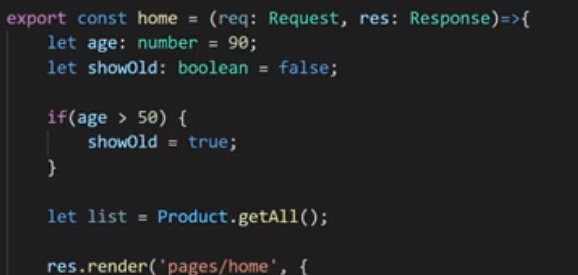 export const home = (req: Request, res: Response)=>{
    let age: number = 90;
    let showOld: boolean = false;

    if(age > 50) {
        showOld = true;
    }

    let list = Product.getAll();

    res.render('pages/home', {